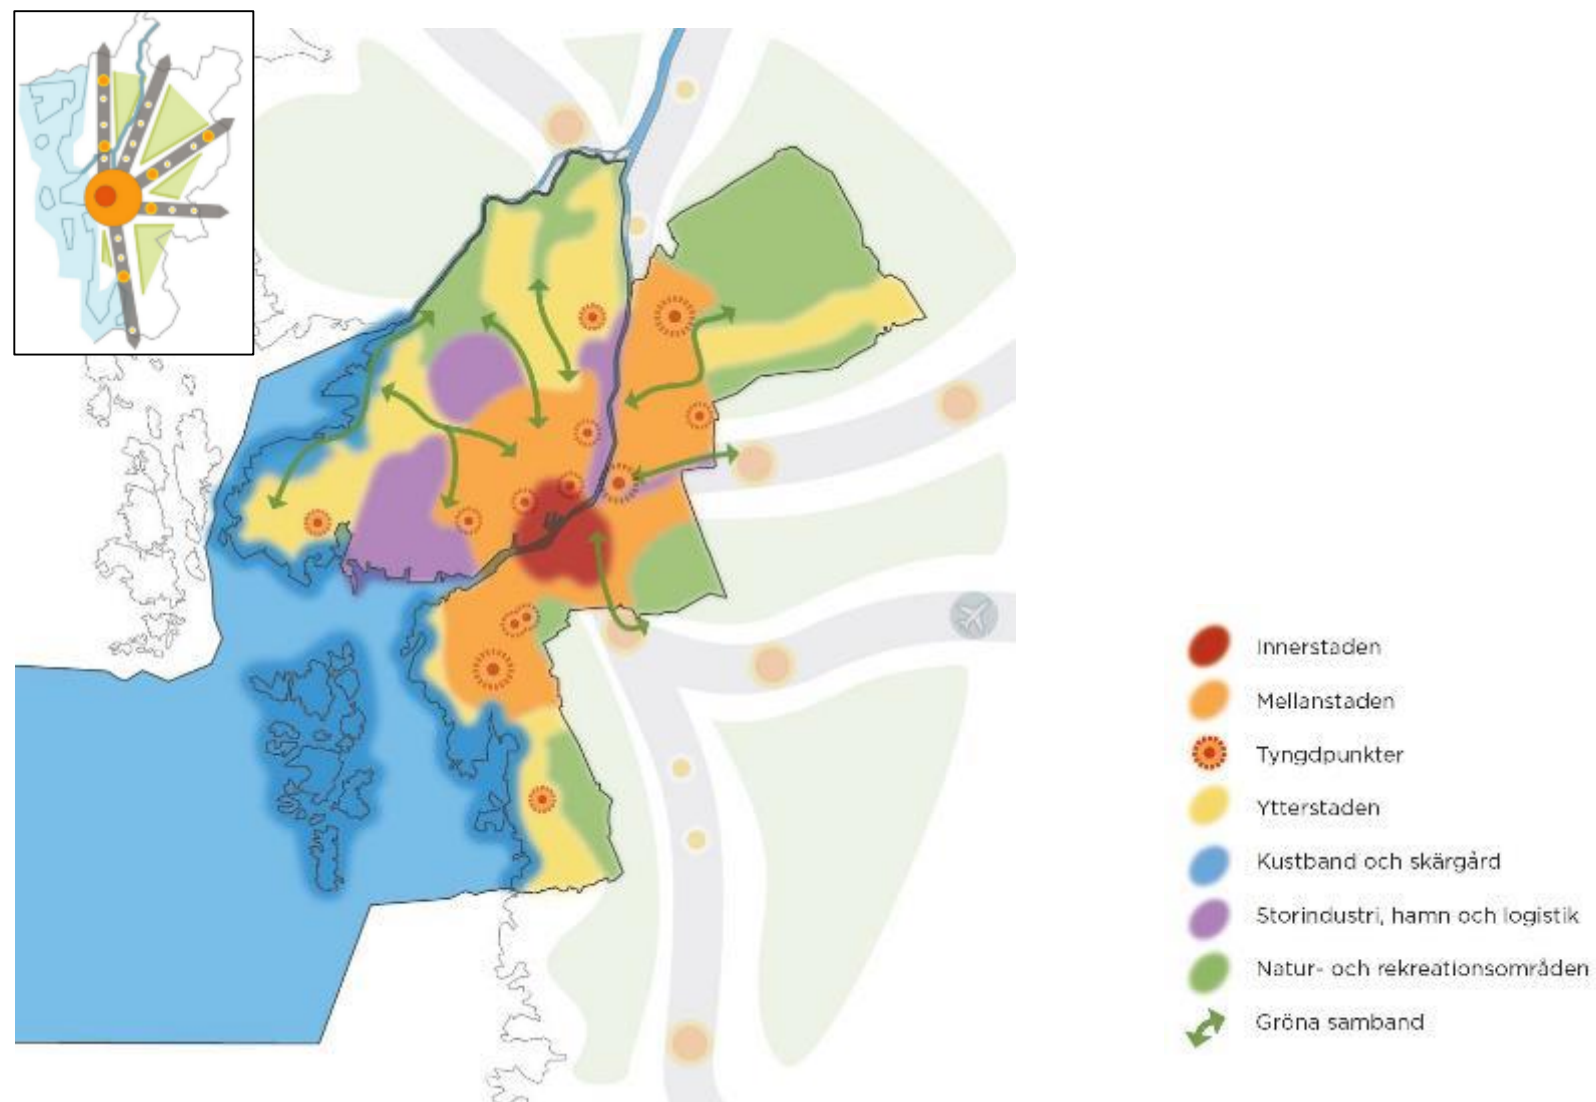 Innerstaden
Mellanstaden
Tyngdpunkter
Ytterstaden
Kustband och skärgård
Storindustri, hamn och logistik
Natur- och rekreationsområden
Gröna samband